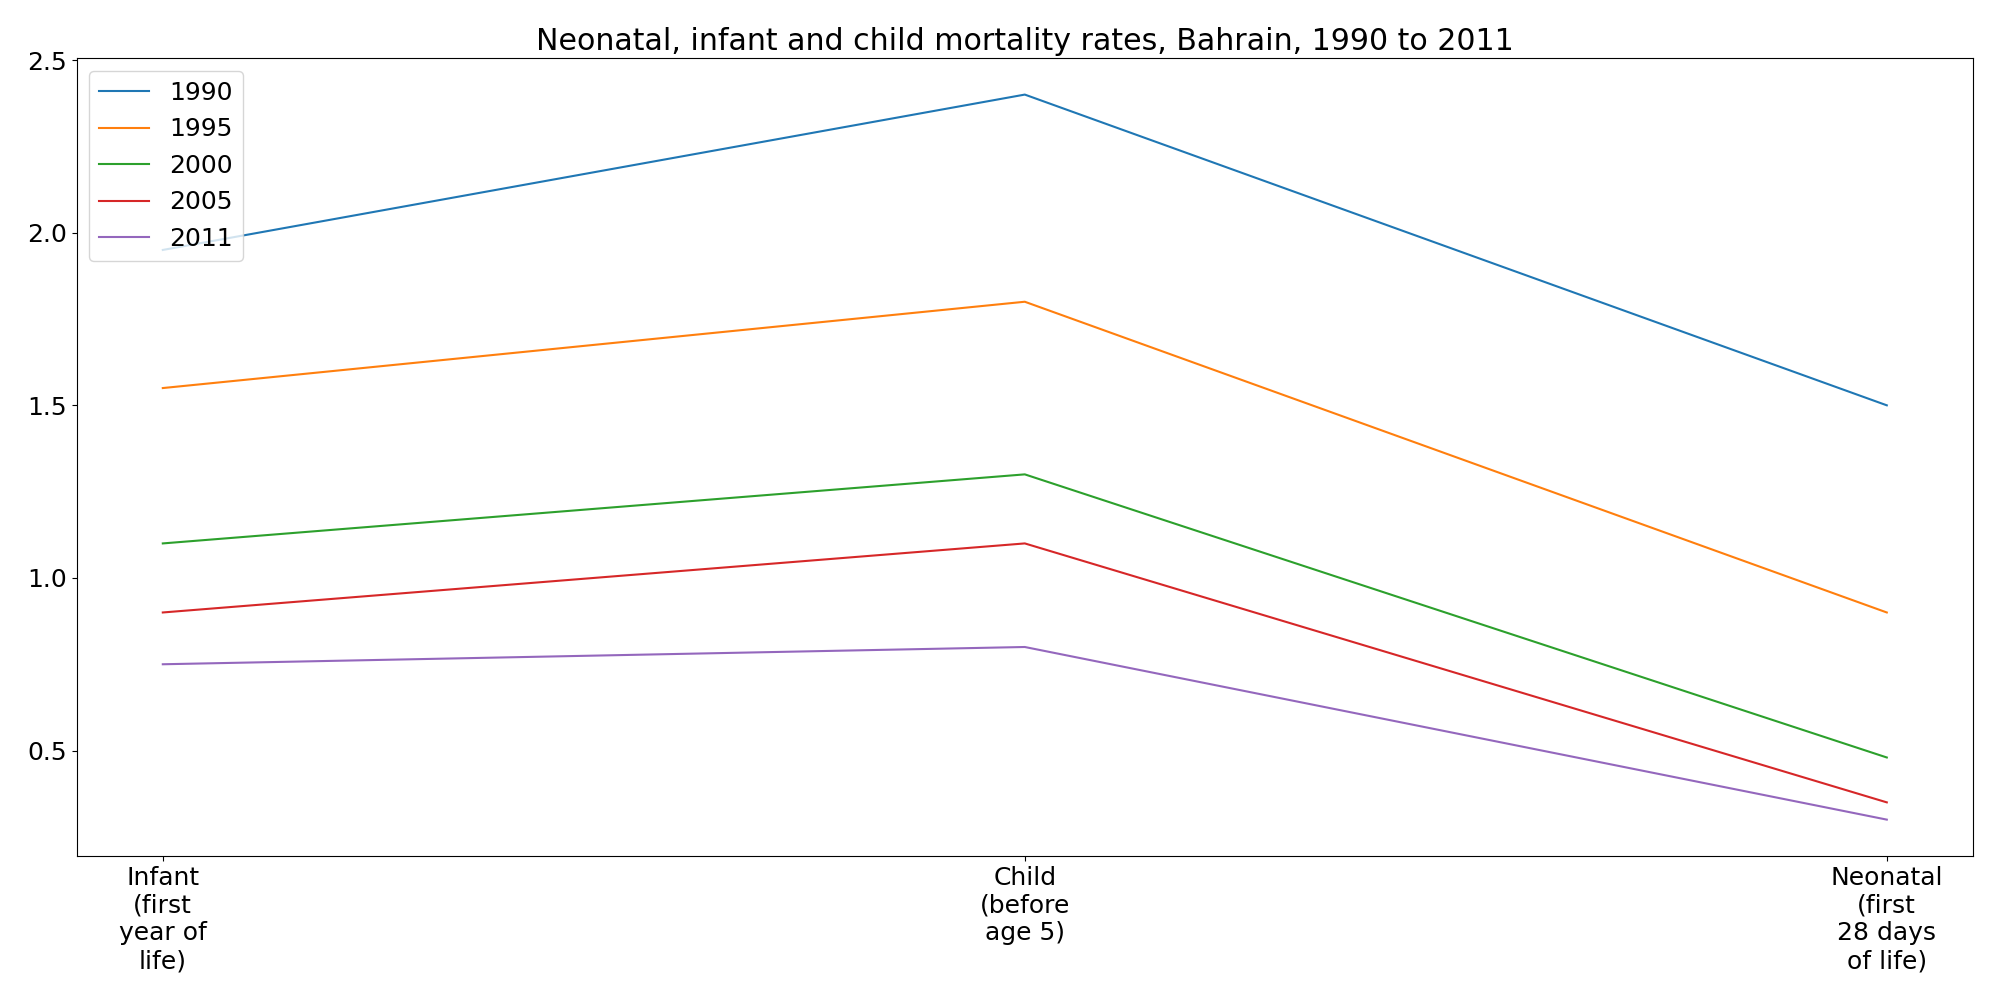 Neonatal, infant and child mortality rates, Bahrain, 1990 to 2011
2.5
2.0
1.5
1.0
0.5
1990
1995
2000
2005
2011
Infant
(first
year of
life)
Child
(before
age 5)
Neonatal
(first
28 days
of life)